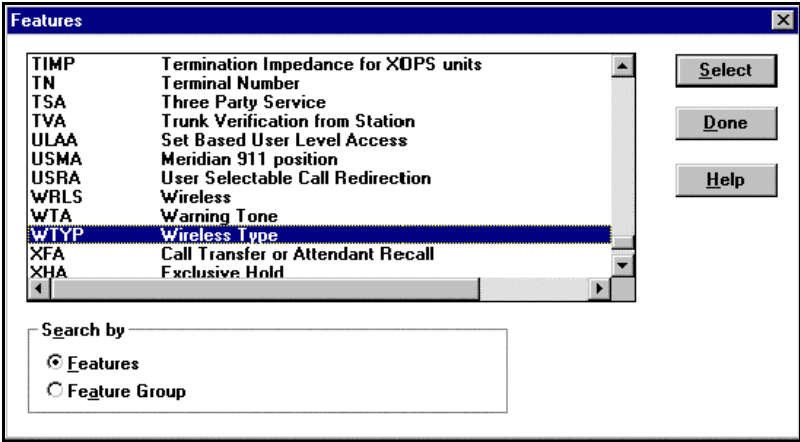 Features
TIMP Termination Impedance for XOPS units
TN Terminal Number
TSA Three Party Service
TVA Trunk Verification from Station
ULAA Set Based User Level Access
USMA Meridian 911 position
USRA User Selectable Call Redirection
WRLS Wireless
WTA Warning Tone
WTYP Wireless Type
XFA Call Transfer or Attendant Recall
XHA Exclusive Hold
Select
Done
Help
Search by
Features
Feature Group